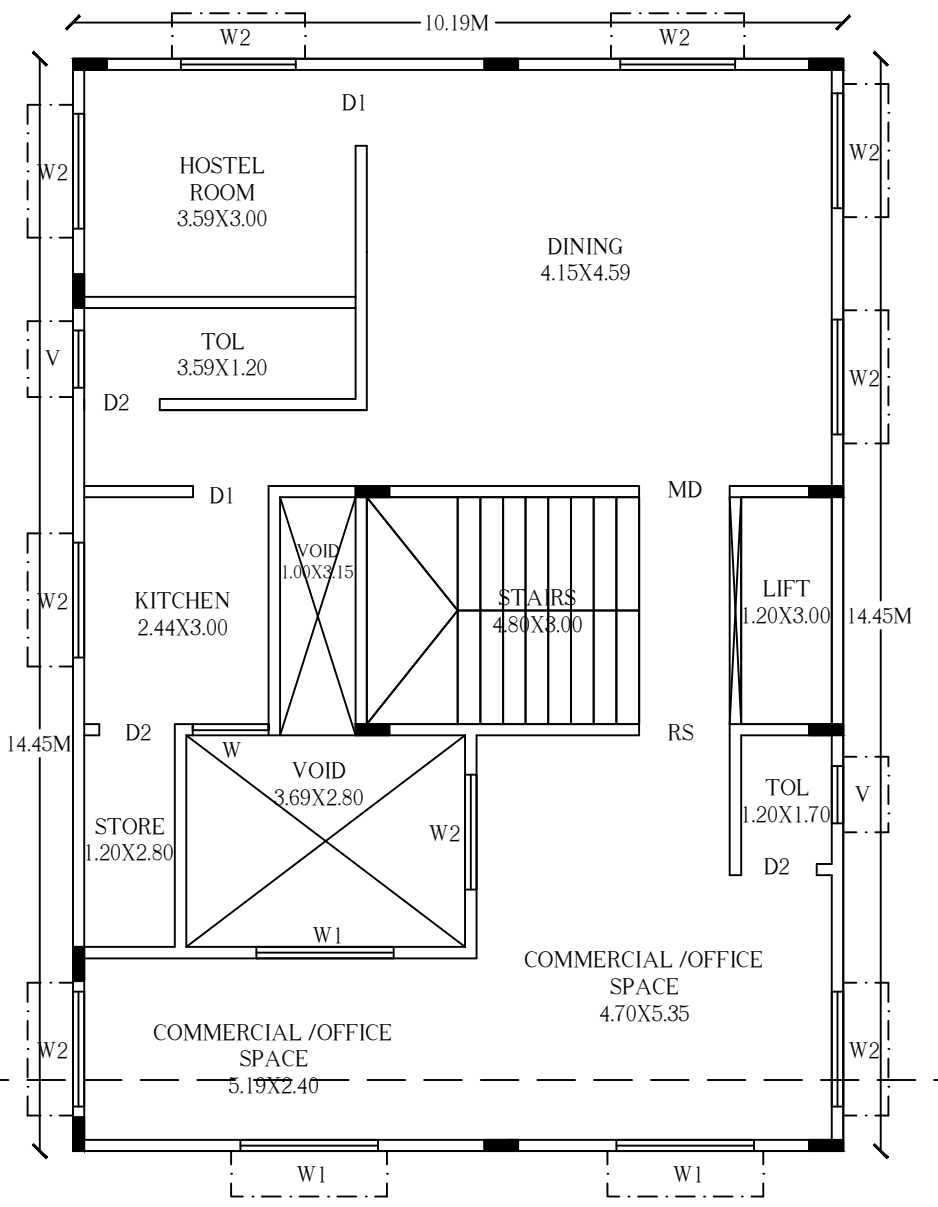 10.19M
W2
W2
D1
W2
HOSTEL
ROOM
3.59X3.00
W2
DINING
4.15X4.59
TOL
3.59X1.20
V
W2
D2
D1
MD
VOID
1.00X3.15
W2
KITCHEN
2.44X3.00
STAIRS
4.80X3.00
LIFT
1.20X3.00
14.45M
14.45M
D2
W
RS
VOID
3.69X2.80
TOL
1.20X1.70
V
STORE
1.20X2.80
W2
D2
W1
COMMERCIAL /OFFICE
SPACE
4.70X5.35
W2
COMMERCIAL /OFFICE
SPACE
5.19X2.40
W2
W1
W1